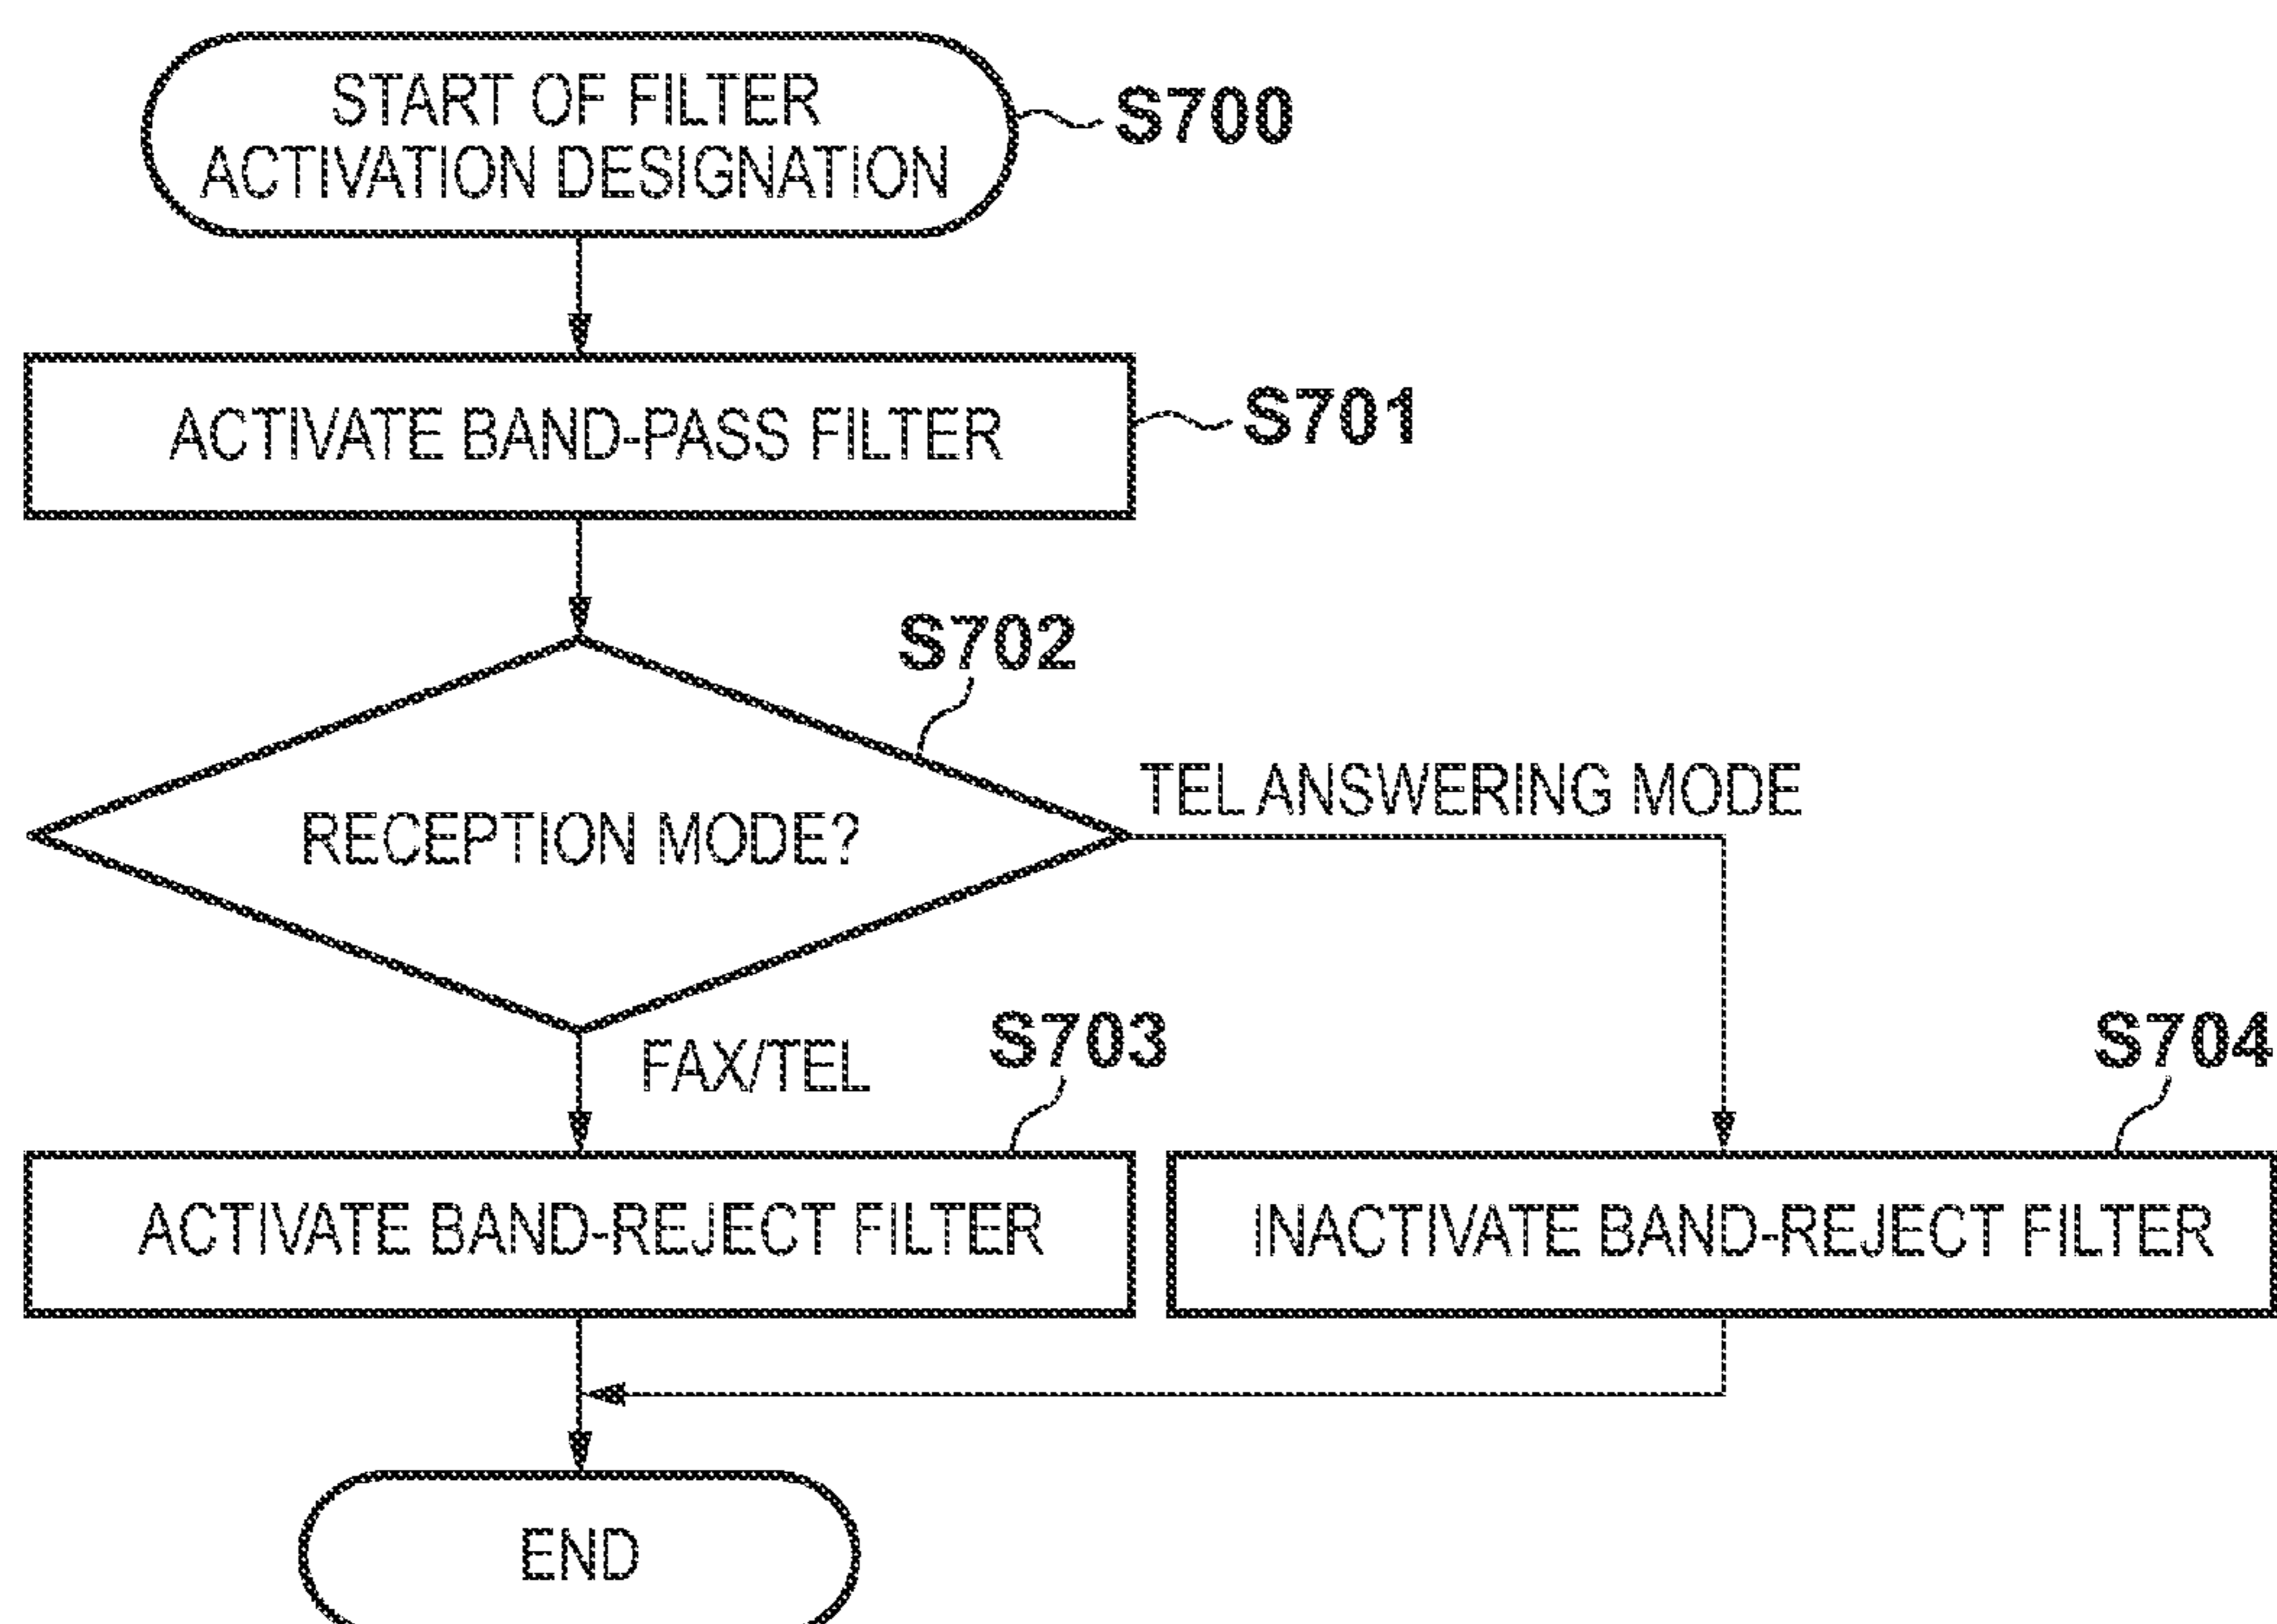 START OF FILTER
ACTIVATION DESIGNATION
S700
ACTIVATE BAND-PASS FILTER
S701
S702
RECEPTION MODE?
TEL ANSWERING MODE
FAX/TEL
S703
S704
ACTIVATE BAND-REJECT FILTER
INACTIVATE BAND-REJECT FILTER
END